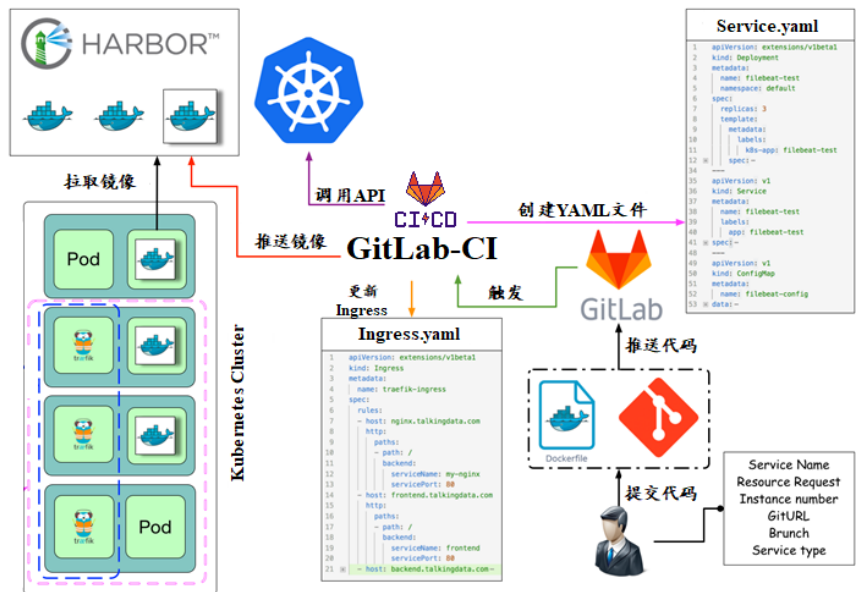 HARBOR™
拉取镜像
推送镜像
调用API
CI CD
GitLab-CI
创建YAML文件
触发
更新
Ingress
GitLab
推送代码
Dockerfile
提交代码
Service Name
Resource Request
Instance number
GitURL
Brunch
Service type
Kubernetes Cluster
Pod
træfik
træfik
træfik
Pod
Service.yaml
1 apiVersion: extensions/v1beta1
2 kind: Deployment
3 metadata:
4 name: filebeat-test
5 namespace: default
6 spec:
7 replicas: 3
8 template:
9 metadata:
10 labels:
11 k8s-app: filebeat-test
12 spec:
34 ---
35 apiVersion: v1
36 kind: Service
37 metadata:
38 name: filebeat-test
39 labels:
40 app: filebeat-test
41 spec:
48 ---
49 apiVersion: v1
50 kind: ConfigMap
51 metadata:
52 name: filebeat-config
53 data:
Ingress.yaml
1 apiVersion: extensions/v1beta1
2 kind: Ingress
3 metadata:
4 name: traefik-ingress
5 spec:
6 rules:
7 - host: nginx.talkingdata.com
8 http:
9 paths:
10 - path: /
11 backend:
12 serviceName: my-nginx
13 servicePort: 80
14 - host: frontend.talkingdata.com
15 http:
16 paths:
17 - path: /
18 backend:
19 serviceName: frontend
20 servicePort: 80
21 - host: backend.talkingdata.com